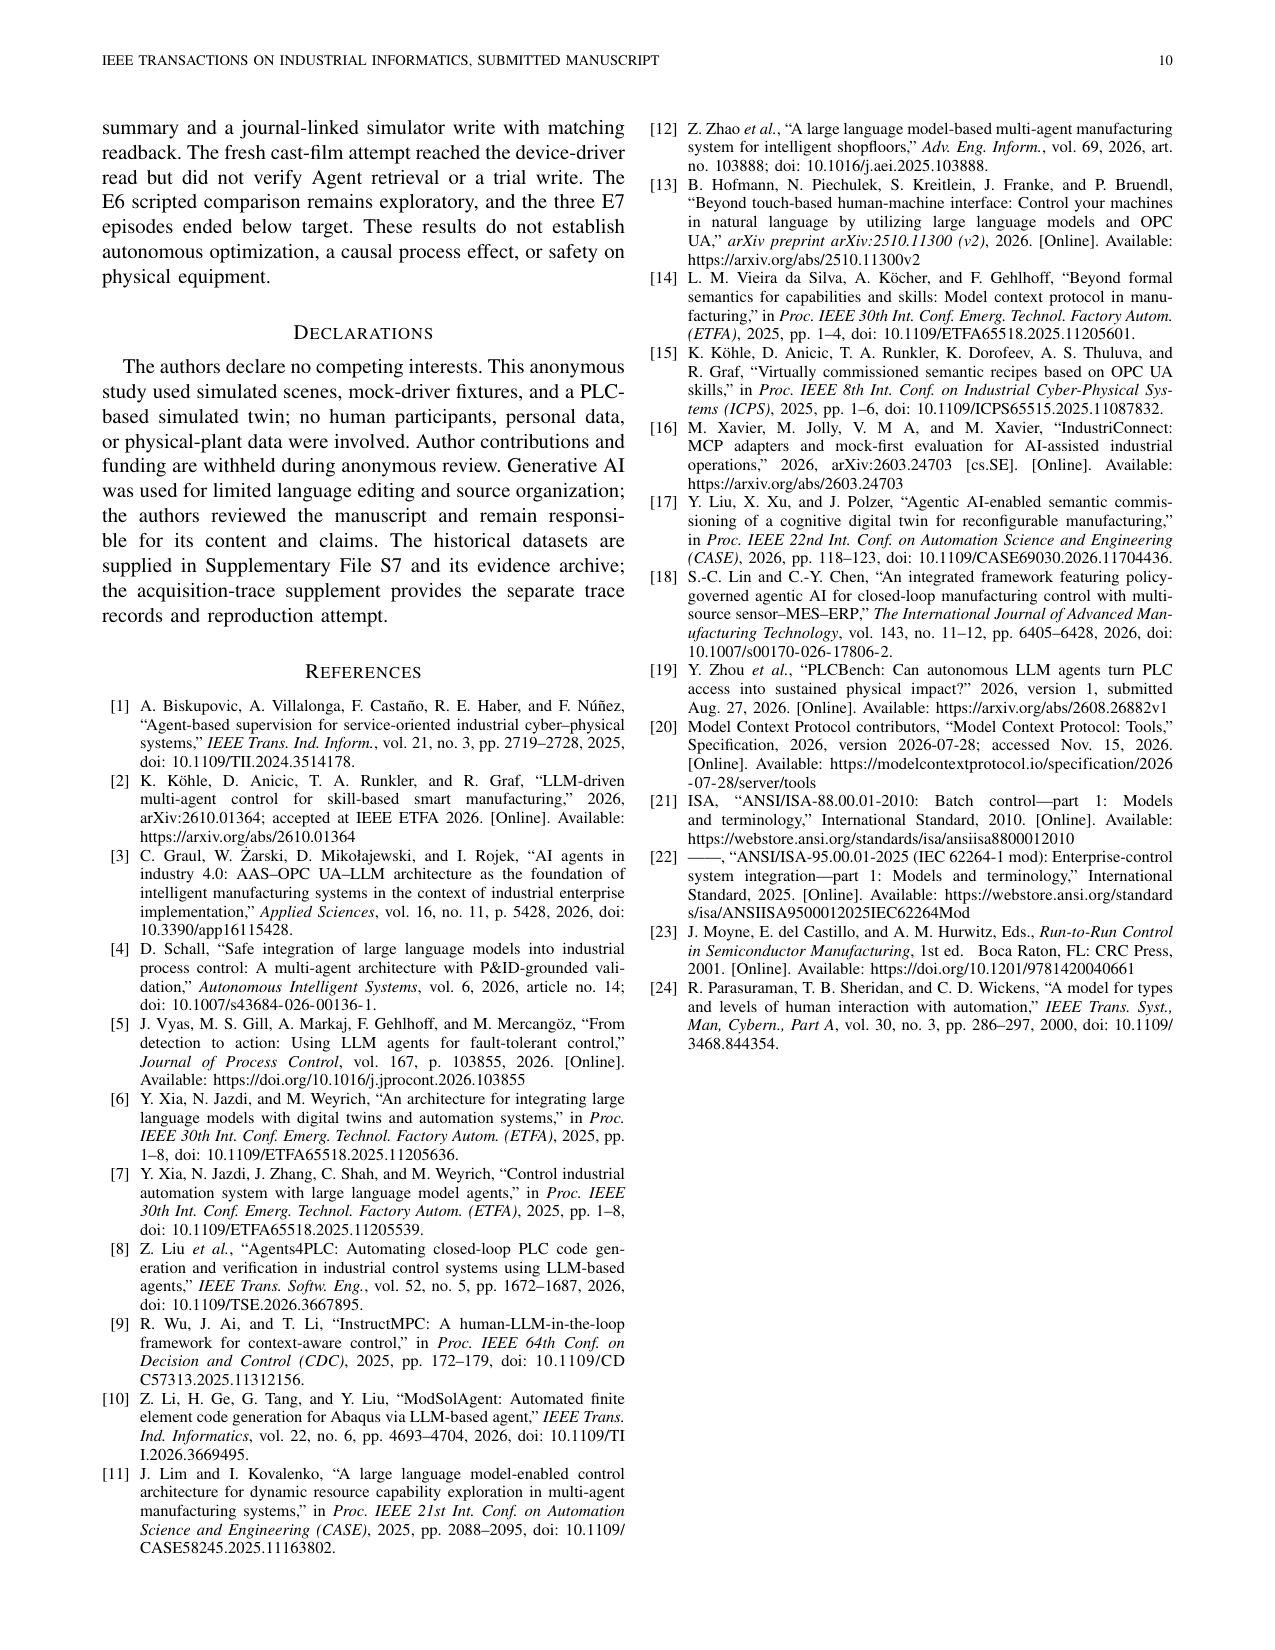 IEEE TRANSACTIONS ON INDUSTRIAL INFORMATICS, SUBMITTED MANUSCRIPT 10
summary and a journal-linked simulator write with matching
readback. The fresh cast-film attempt reached the device-driver
read but did not verify Agent retrieval or a trial write. The
E6 scripted comparison remains exploratory, and the three E7
episodes ended below target. These results do not establish
autonomous optimization, a causal process effect, or safety on
physical equipment.
DECLARATIONS
The authors declare no competing interests. This anonymous
study used simulated scenes, mock-driver fixtures, and a PLC-
based simulated twin; no human participants, personal data,
or physical-plant data were involved. Author contributions and
funding are withheld during anonymous review. Generative AI
was used for limited language editing and source organization;
the authors reviewed the manuscript and remain responsi-
ble for its content and claims. The historical datasets are
supplied in Supplementary File S7 and its evidence archive;
the acquisition-trace supplement provides the separate trace
records and reproduction attempt.
REFERENCES
[1] A. Biskupovic, A. Villalonga, F. Castaño, R. E. Haber, and F. Núñez,
“Agent-based supervision for service-oriented industrial cyber–physical
systems,” IEEE Trans. Ind. Inform., vol. 21, no. 3, pp. 2719–2728, 2025,
doi: 10.1109/TII.2024.3514178.
[2] K. Köhle, D. Anicic, T. A. Runkler, and R. Graf, “LLM-driven
multi-agent control for skill-based smart manufacturing,” 2026,
arXiv:2610.01364; accepted at IEEE ETFA 2026. [Online]. Available:
https://arxiv.org/abs/2610.01364
[3] C. Graul, W. Żarski, D. Mikołajewski, and I. Rojek, “AI agents in
industry 4.0: AAS–OPC UA–LLM architecture as the foundation of
intelligent manufacturing systems in the context of industrial enterprise
implementation,” Applied Sciences, vol. 16, no. 11, p. 5428, 2026, doi:
10.3390/app16115428.
[4] D. Schall, “Safe integration of large language models into industrial
process control: A multi-agent architecture with P&ID-grounded vali-
dation,” Autonomous Intelligent Systems, vol. 6, 2026, article no. 14;
doi: 10.1007/s43684-026-00136-1.
[5] J. Vyas, M. S. Gill, A. Markaj, F. Gehlhoff, and M. Mercangöz, “From
detection to action: Using LLM agents for fault-tolerant control,”
Journal of Process Control, vol. 167, p. 103855, 2026. [Online].
Available: https://doi.org/10.1016/j.jprocont.2026.103855
[6] Y. Xia, N. Jazdi, and M. Weyrich, “An architecture for integrating large
language models with digital twins and automation systems,” in Proc.
IEEE 30th Int. Conf. Emerg. Technol. Factory Autom. (ETFA), 2025, pp.
1–8, doi: 10.1109/ETFA65518.2025.11205636.
[7] Y. Xia, N. Jazdi, J. Zhang, C. Shah, and M. Weyrich, “Control industrial
automation system with large language model agents,” in Proc. IEEE
30th Int. Conf. Emerg. Technol. Factory Autom. (ETFA), 2025, pp. 1–8,
doi: 10.1109/ETFA65518.2025.11205539.
[8] Z. Liu et al., “Agents4PLC: Automating closed-loop PLC code gen-
eration and verification in industrial control systems using LLM-based
agents,” IEEE Trans. Softw. Eng., vol. 52, no. 5, pp. 1672–1687, 2026,
doi: 10.1109/TSE.2026.3667895.
[9] R. Wu, J. Ai, and T. Li, “InstructMPC: A human-LLM-in-the-loop
framework for context-aware control,” in Proc. IEEE 64th Conf. on
Decision and Control (CDC), 2025, pp. 172–179, doi: 10.1109/CD
C57313.2025.11312156.
[10] Z. Li, H. Ge, G. Tang, and Y. Liu, “ModSolAgent: Automated finite
element code generation for Abaqus via LLM-based agent,” IEEE Trans.
Ind. Informatics, vol. 22, no. 6, pp. 4693–4704, 2026, doi: 10.1109/TI
I.2026.3669495.
[11] J. Lim and I. Kovalenko, “A large language model-enabled control
architecture for dynamic resource capability exploration in multi-agent
manufacturing systems,” in Proc. IEEE 21st Int. Conf. on Automation
Science and Engineering (CASE), 2025, pp. 2088–2095, doi: 10.1109/
CASE58245.2025.11163802.
[12] Z. Zhao et al., “A large language model-based multi-agent manufacturing
system for intelligent shopfloors,” Adv. Eng. Inform., vol. 69, 2026, art.
no. 103888; doi: 10.1016/j.aei.2025.103888.
[13] B. Hofmann, N. Piechulek, S. Kreitlein, J. Franke, and P. Bruendl,
“Beyond touch-based human-machine interface: Control your machines
in natural language by utilizing large language models and OPC
UA,” arXiv preprint arXiv:2510.11300 (v2), 2026. [Online]. Available:
https://arxiv.org/abs/2510.11300v2
[14] L. M. Vieira da Silva, A. Köcher, and F. Gehlhoff, “Beyond formal
semantics for capabilities and skills: Model context protocol in manu-
facturing,” in Proc. IEEE 30th Int. Conf. Emerg. Technol. Factory Autom.
(ETFA), 2025, pp. 1–4, doi: 10.1109/ETFA65518.2025.11205601.
[15] K. Köhle, D. Anicic, T. A. Runkler, K. Dorofeev, A. S. Thuluva, and
R. Graf, “Virtually commissioned semantic recipes based on OPC UA
skills,” in Proc. IEEE 8th Int. Conf. on Industrial Cyber-Physical Sys-
tems (ICPS), 2025, pp. 1–6, doi: 10.1109/ICPS65515.2025.11087832.
[16] M. Xavier, M. Jolly, V. M A, and M. Xavier, “IndustriConnect:
MCP adapters and mock-first evaluation for AI-assisted industrial
operations,” 2026, arXiv:2603.24703 [cs.SE]. [Online]. Available:
https://arxiv.org/abs/2603.24703
[17] Y. Liu, X. Xu, and J. Polzer, “Agentic AI-enabled semantic commis-
sioning of a cognitive digital twin for reconfigurable manufacturing,”
in Proc. IEEE 22nd Int. Conf. on Automation Science and Engineering
(CASE), 2026, pp. 118–123, doi: 10.1109/CASE69030.2026.11704436.
[18] S.-C. Lin and C.-Y. Chen, “An integrated framework featuring policy-
governed agentic AI for closed-loop manufacturing control with multi-
source sensor–MES–ERP,” The International Journal of Advanced Man-
ufacturing Technology, vol. 143, no. 11–12, pp. 6405–6428, 2026, doi:
10.1007/s00170-026-17806-2.
[19] Y. Zhou et al., “PLCBench: Can autonomous LLM agents turn PLC
access into sustained physical impact?” 2026, version 1, submitted
Aug. 27, 2026. [Online]. Available: https://arxiv.org/abs/2608.26882v1
[20] Model Context Protocol contributors, “Model Context Protocol: Tools,”
Specification, 2026, version 2026-07-28; accessed Nov. 15, 2026.
[Online]. Available: https://modelcontextprotocol.io/specification/2026
-07-28/server/tools
[21] ISA, “ANSI/ISA-88.00.01-2010: Batch control—part 1: Models
and terminology,” International Standard, 2010. [Online]. Available:
https://webstore.ansi.org/standards/isa/ansiisa8800012010
[22] ——, “ANSI/ISA-95.00.01-2025 (IEC 62264-1 mod): Enterprise-control
system integration—part 1: Models and terminology,” International
Standard, 2025. [Online]. Available: https://webstore.ansi.org/standard
s/isa/ANSIISA9500012025IEC62264Mod
[23] J. Moyne, E. del Castillo, and A. M. Hurwitz, Eds., Run-to-Run Control
in Semiconductor Manufacturing, 1st ed. Boca Raton, FL: CRC Press,
2001. [Online]. Available: https://doi.org/10.1201/9781420040661
[24] R. Parasuraman, T. B. Sheridan, and C. D. Wickens, “A model for types
and levels of human interaction with automation,” IEEE Trans. Syst.,
Man, Cybern., Part A, vol. 30, no. 3, pp. 286–297, 2000, doi: 10.1109/
3468.844354.